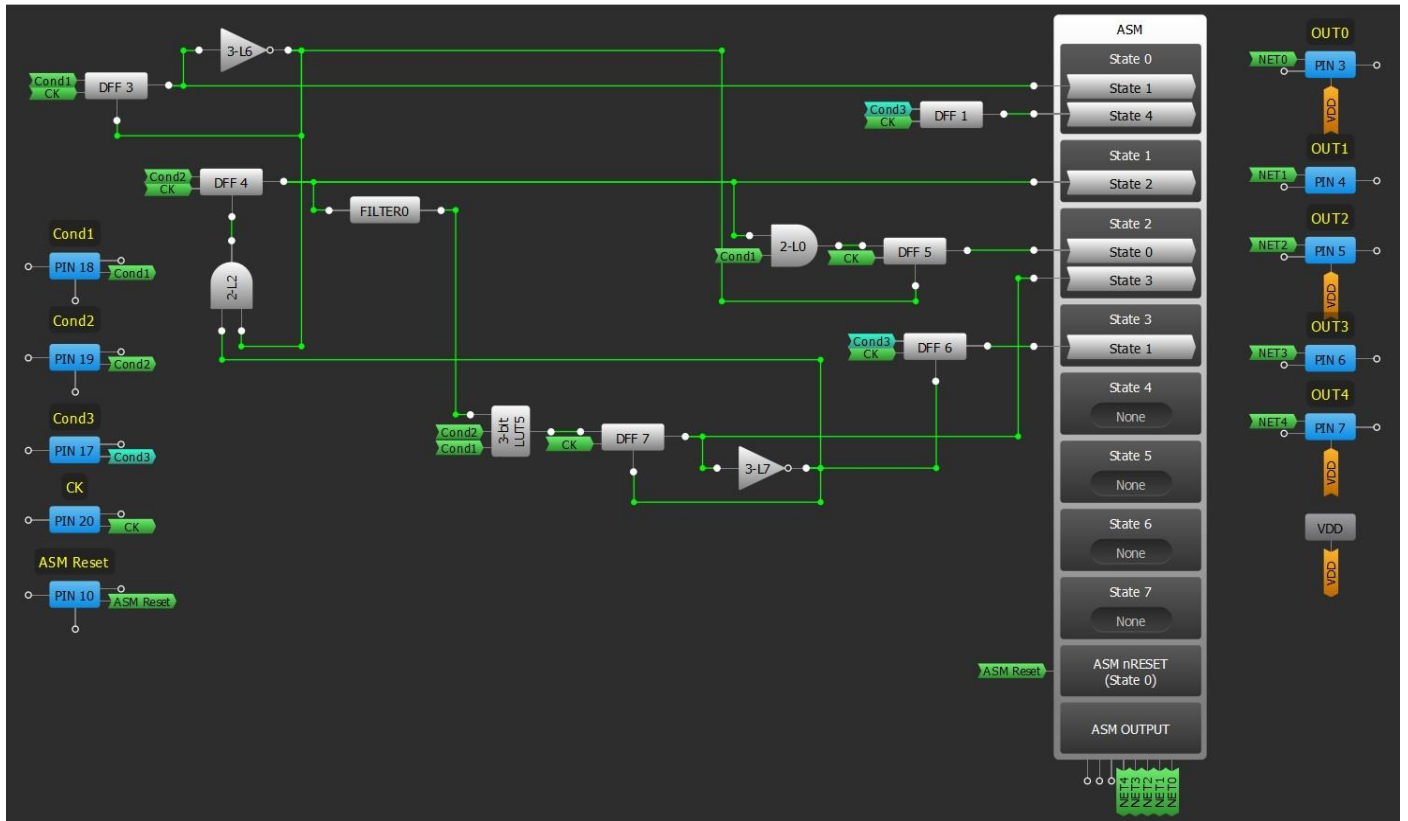 3-L6
Cond1
CK
DFF 3
Cond3
CK
DFF 1
Cond2
CK
DFF 4
FILTER0
2-L2
Cond1
2-L0
CK
DFF 5
Cond3
CK
DFF 6
Cond2
Cond1
3-bit
LUT5
CK
DFF 7
3-L7
Cond1
PIN 18
Cond1
Cond2
PIN 19
Cond2
Cond3
PIN 17
Cond3
CK
PIN 20
CK
ASM Reset
PIN 10
ASM Reset
ASM
State 0
State 1
State 4
State 1
State 2
State 2
State 0
State 3
State 3
State 1
State 4
None
State 5
None
State 6
None
State 7
None
ASM Reset
ASM nRESET
(State 0)
ASM OUTPUT
NET4
NET3
NET2
NET1
NET0
OUT0
NET0
PIN 3
VDD
OUT1
NET1
PIN 4
OUT2
NET2
PIN 5
VDD
OUT3
NET3
PIN 6
OUT4
NET4
PIN 7
VDD
VDD
VDD